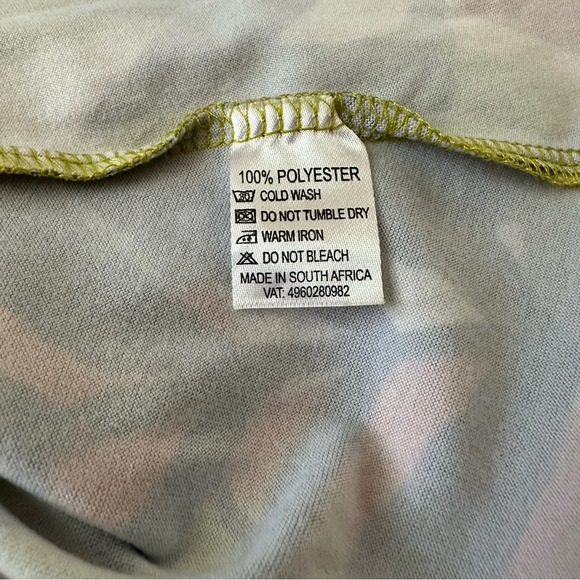 100% POLYESTER
30 COLD WASH
DO NOT TUMBLE DRY
WARM IRON
DO NOT BLEACH
MADE IN SOUTH AFRICA
VAT: 4960280982